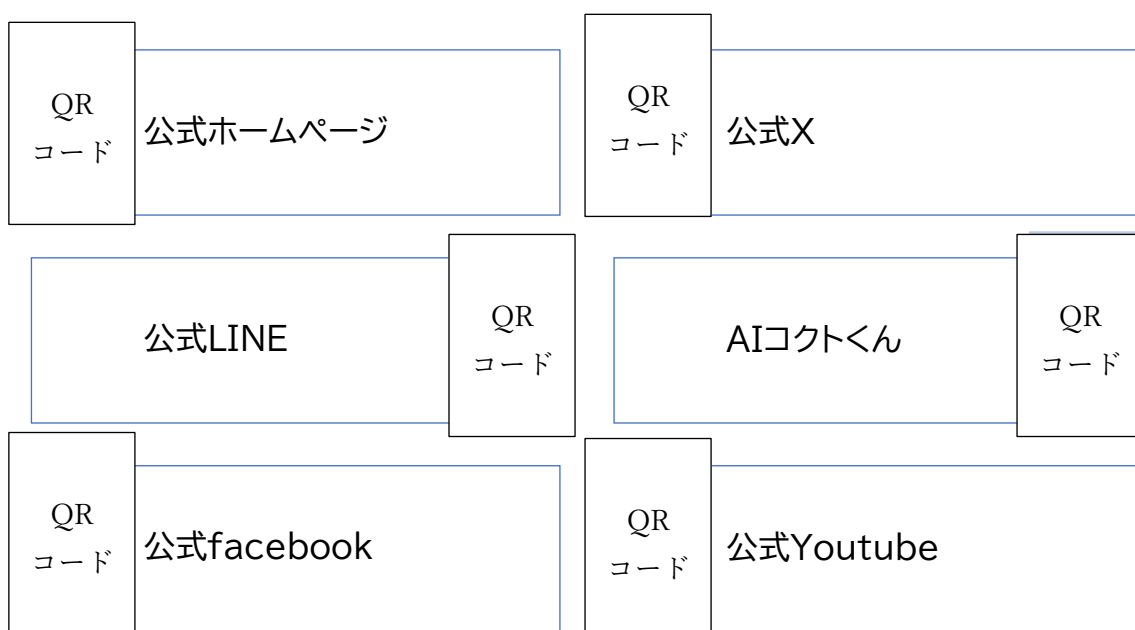 QR
コード
公式ホームページ
QR
コード
公式X
公式LINE
QR
コード
AIコクトくん
QR
コード
QR
コード
公式facebook
QR
コード
公式Youtube